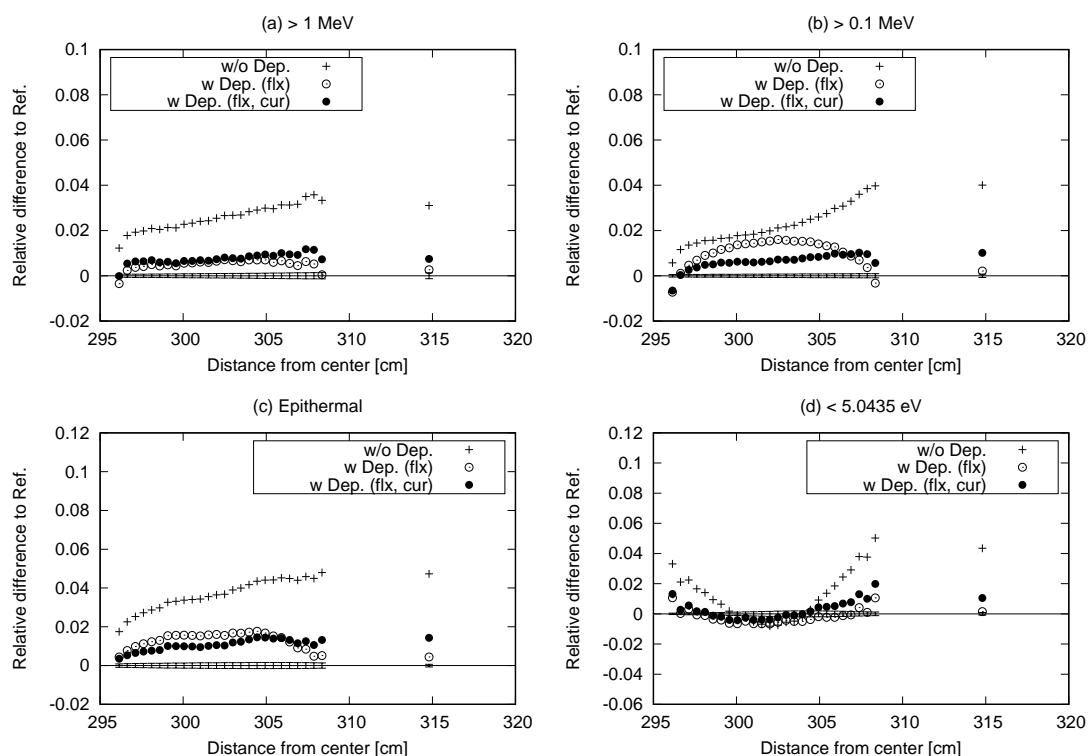 (a) > 1 MeV
0.1
0.08
0.06
0.04
0.02
0
-0.02
295 300 305 310 315 320
Relative difference to Ref.
Distance from center [cm]
w/o Dep.
w Dep. (flx)
w Dep. (flx, cur)
(b) > 0.1 MeV
0.1
0.08
0.06
0.04
0.02
0
-0.02
295 300 305 310 315 320
Relative difference to Ref.
Distance from center [cm]
w/o Dep.
w Dep. (flx)
w Dep. (flx, cur)
(c) Epithermal
0.12
0.1
0.08
0.06
0.04
0.02
0
-0.02
295 300 305 310 315 320
Relative difference to Ref.
Distance from center [cm]
w/o Dep.
w Dep. (flx)
w Dep. (flx, cur)
(d) < 5.0435 eV
0.12
0.1
0.08
0.06
0.04
0.02
0
-0.02
-0.04
-0.06
295 300 305 310 315 320
Relative difference to Ref.
Distance from center [cm]
w/o Dep.
w Dep. (flx)
w Dep. (flx, cur)